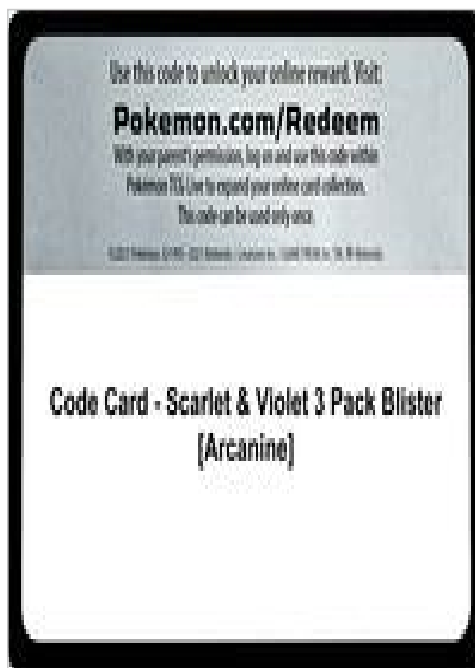 Use this code to unlock your online reward. Visit:
Pokemon.com/Redeem
With your parent's permission, log on and use this code within
Pokémon TCG Live to expand your online card collection.
This code can be used only once.
Code Card - Scarlet & Violet 3 Pack Blister
[Arcanine]